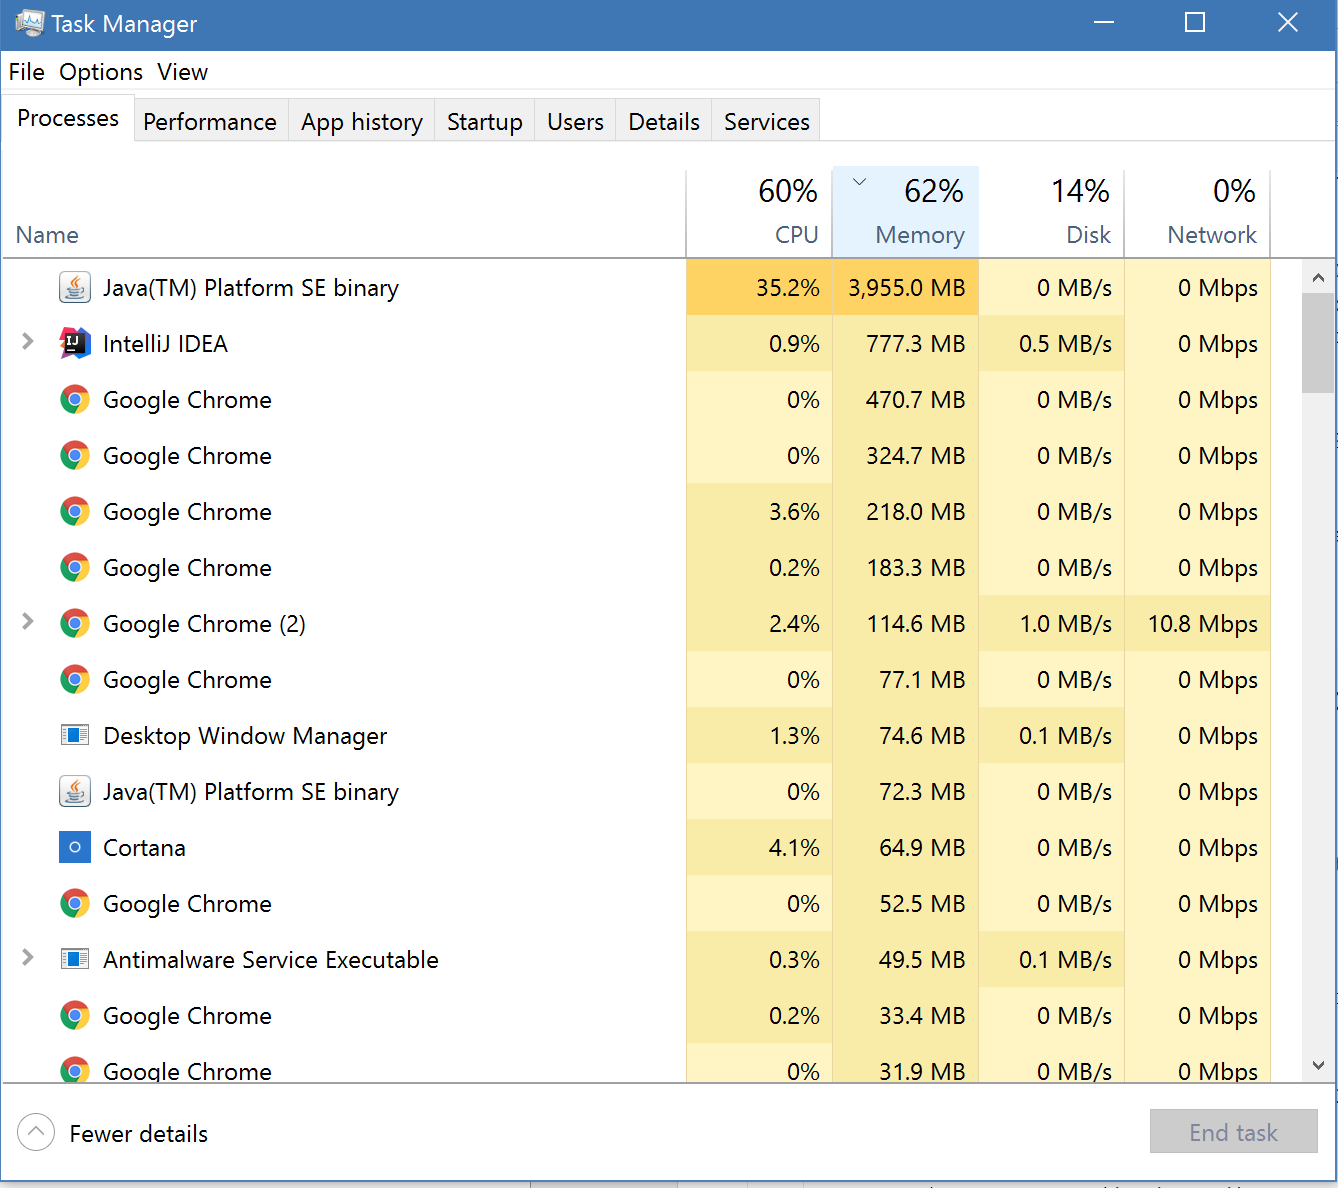 Task Manager
File Options View
Processes Performance App history Startup Users Details Services
60% 62% 14% 0%
Name CPU Memory Disk Network
Java(TM) Platform SE binary 35.2% 3,955.0 MB 0 MB/s 0 Mbps
IJ IntelliJ IDEA 0.9% 777.3 MB 0.5 MB/s 0 Mbps
Google Chrome 0% 470.7 MB 0 MB/s 0 Mbps
Google Chrome 0% 324.7 MB 0 MB/s 0 Mbps
Google Chrome 3.6% 218.0 MB 0 MB/s 0 Mbps
Google Chrome 0.2% 183.3 MB 0 MB/s 0 Mbps
Google Chrome (2) 2.4% 114.6 MB 1.0 MB/s 10.8 Mbps
Google Chrome 0% 77.1 MB 0 MB/s 0 Mbps
Desktop Window Manager 1.3% 74.6 MB 0.1 MB/s 0 Mbps
Java(TM) Platform SE binary 0% 72.3 MB 0 MB/s 0 Mbps
Cortana 4.1% 64.9 MB 0 MB/s 0 Mbps
Google Chrome 0% 52.5 MB 0 MB/s 0 Mbps
Antimalware Service Executable 0.3% 49.5 MB 0.1 MB/s 0 Mbps
Google Chrome 0.2% 33.4 MB 0 MB/s 0 Mbps
Google Chrome 0% 31.9 MB 0 MB/s 0 Mbps
Fewer details End task